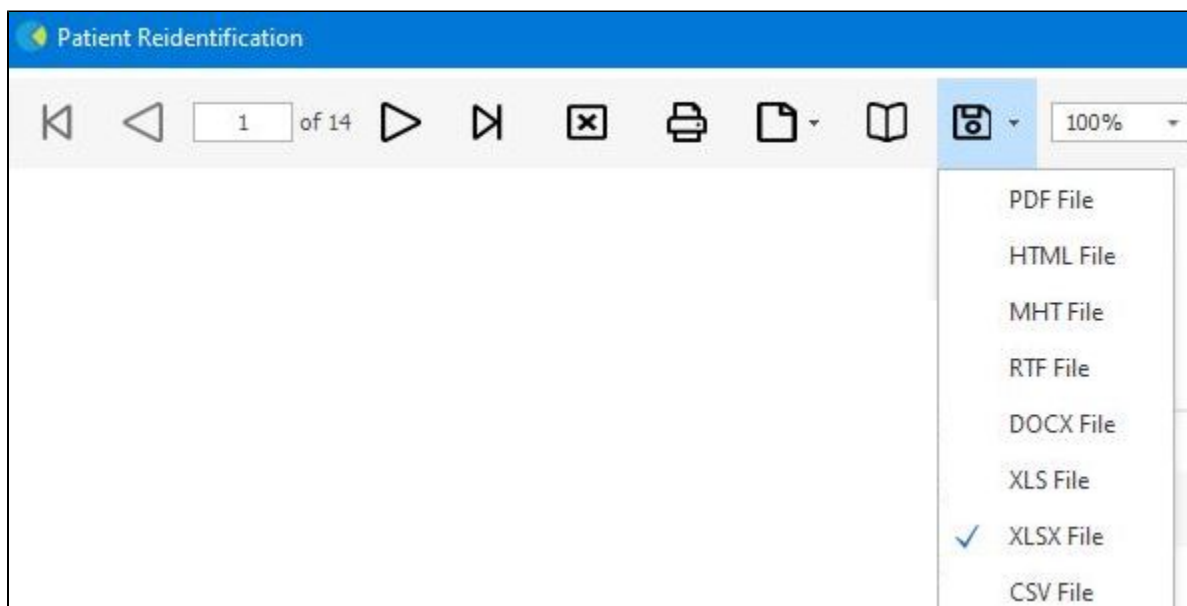 Patient Reidentification
1 of 14 100%
PDF File
HTML File
MHT File
RTF File
DOCX File
XLS File
XLSX File
CSV File